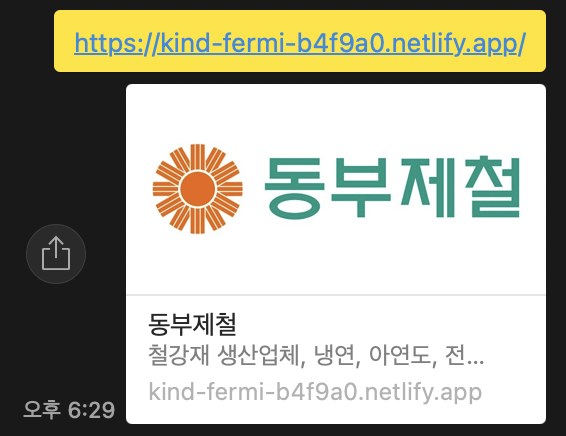 https://kind-fermi-b4f9a0.netlify.app/
동부제철
동부제철
철강재 생산업체, 냉연, 아연도, 전...
kind-fermi-b4f9a0.netlify.app
오후 6:29